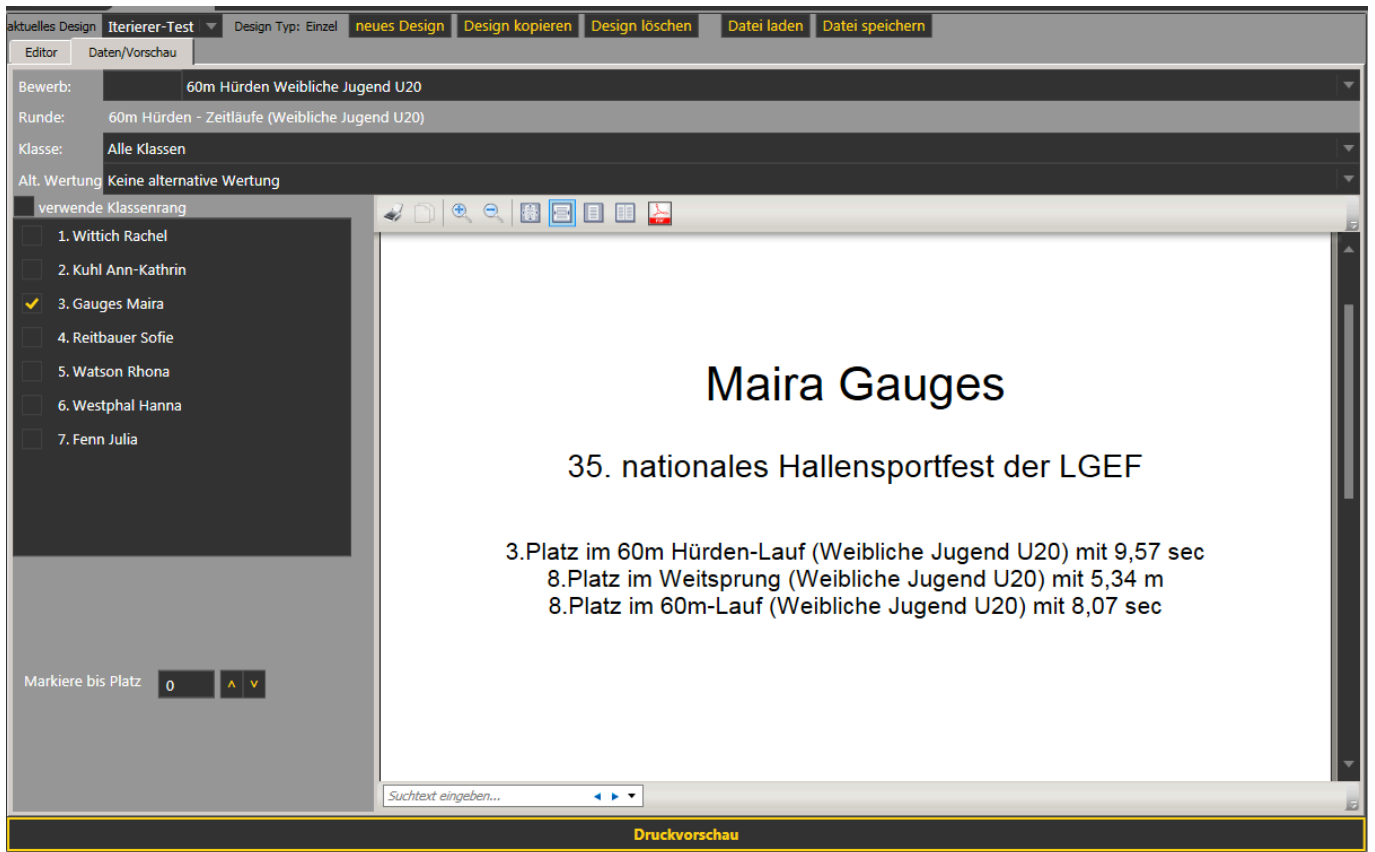 aktuelles Design Iterierer-Test Design Typ: Einzel neues Design Design kopieren Design löschen Datei laden Datei speichern
Editor Daten/Vorschau
Bewerb: 60m Hürden Weibliche Jugend U20
Runde: 60m Hürden - Zeitläufe (Weibliche Jugend U20)
Klasse: Alle Klassen
Alt. Wertung Keine alternative Wertung
verwende Klassenrang
1. Wittich Rachel
2. Kuhl Ann-Kathrin
3. Gauges Maira
4. Reitbauer Sofie
5. Watson Rhona
6. Westphal Hanna
7. Fenn Julia
Markiere bis Platz 0
Maira Gauges
35. nationales Hallensportfest der LGEF
3.Platz im 60m Hürden-Lauf (Weibliche Jugend U20) mit 9,57 sec
8.Platz im Weitsprung (Weibliche Jugend U20) mit 5,34 m
8.Platz im 60m-Lauf (Weibliche Jugend U20) mit 8,07 sec
Suchtext eingeben...
Druckvorschau